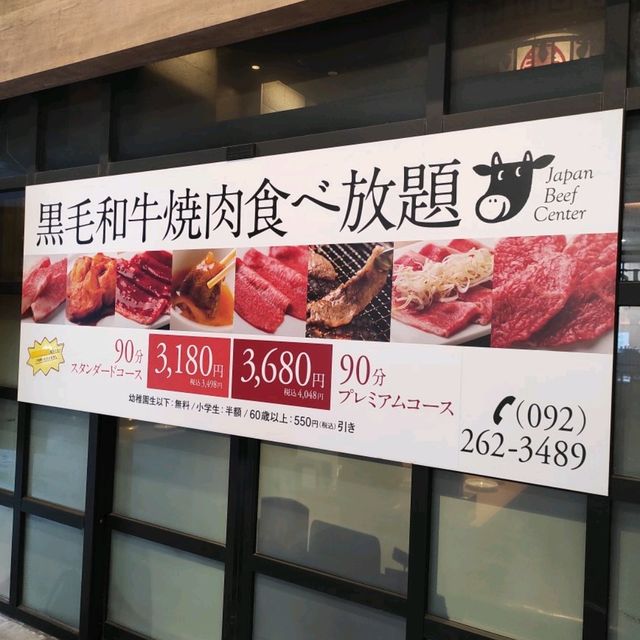 黒毛和牛焼肉食べ放題
Japan
Beef
Center
90分
スタンダードコース
3,180円
税込3,498円
3,680円
税込4,048円
90分
プレミアムコース
幼稚園生以下:無料/小学生:半額/60歳以上:550円(税込)引き
(092)
262-3489